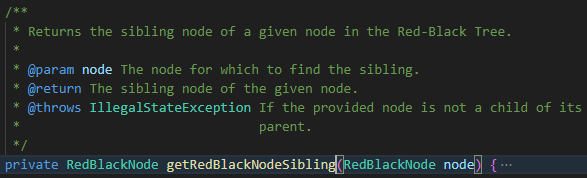 /**
 * Returns the sibling node of a given node in the Red-Black Tree.
 *
 * @param node The node for which to find the sibling.
 * @return The sibling node of the given node.
 * @throws IllegalStateException If the provided node is not a child of its
 *                               parent.
 */
private RedBlackNode getRedBlackNodeSibling(RedBlackNode node) { ···